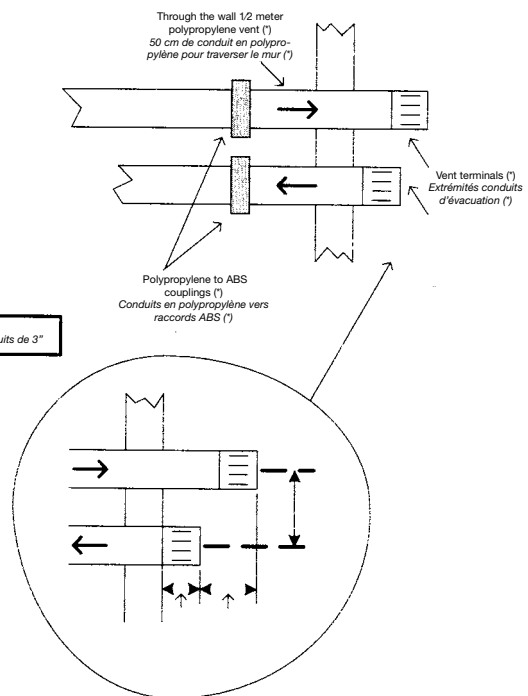 Through the wall 1/2 meter
polypropylene vent (*)
50 cm de conduit en polypro-
pylène pour traverser le mur (*)
Vent terminals (*)
Extrémités conduits
d'évacuation (*)
Polypropylene to ABS
couplings (*)
Conduits en polypropylène vers
raccords ABS (*)
uits de 3"